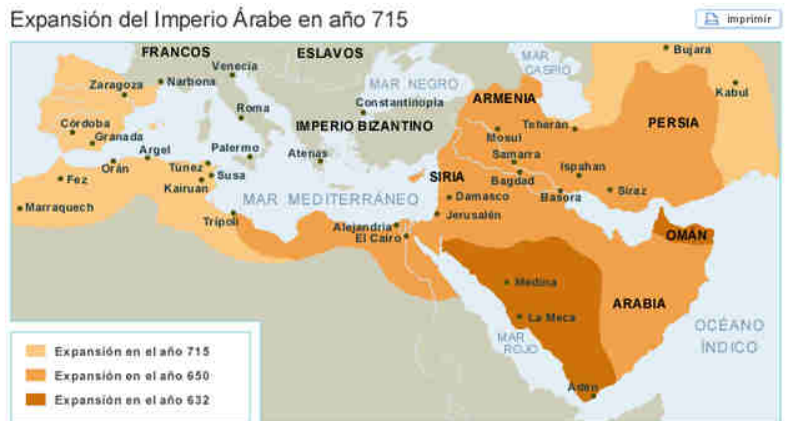 Expansión del Imperio Árabe en año 715
imprimir
FRANCOS
ESLAVOS
MAR
CASPIO
Bujara
Venecia
Zaragoza
Narbona
MAR NEGRO
Kabul
Roma
Constantinopla
ARMENIA
Córdoba
IMPERIO BIZANTINO
Teherán
PERSIA
Granada
Mosul
Argel
Palermo
Atenas
Samarra
Orán
Túnez
Ispahan
Fez
Susa
SIRIA
Bagdad
Kairuan
Damasco
Basora
Siraz
MAR MEDITERRÁNEO
Marraquech
Jerusalén
Trípoli
Alejandria
El Cairo
OMÁN
Medina
ARABIA
La Meca
OCÉANO
ÍNDICO
MAR
ROJO
Adén
Expansión en el año 715
Expansión en el año 650
Expansión en el año 632